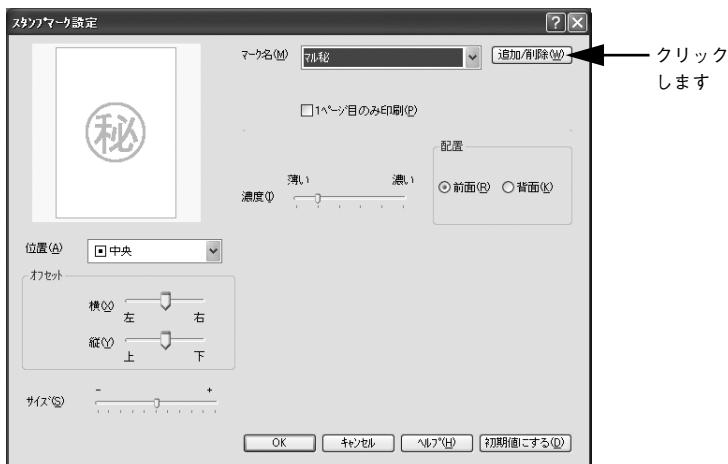 スタンプマーク設定
マーク名(M) マル秘 追加/削除(W)
クリック
します
秘
1ページ目のみ印刷(P)
配置
薄い 濃い
濃度(I)
前面(R) 背面(K)
位置(A) 中央
オフセット
横(X)
左 右
縦(Y)
上 下
サイズ(S) - +
OK キャンセル ヘルプ(H) 初期値にする(D)